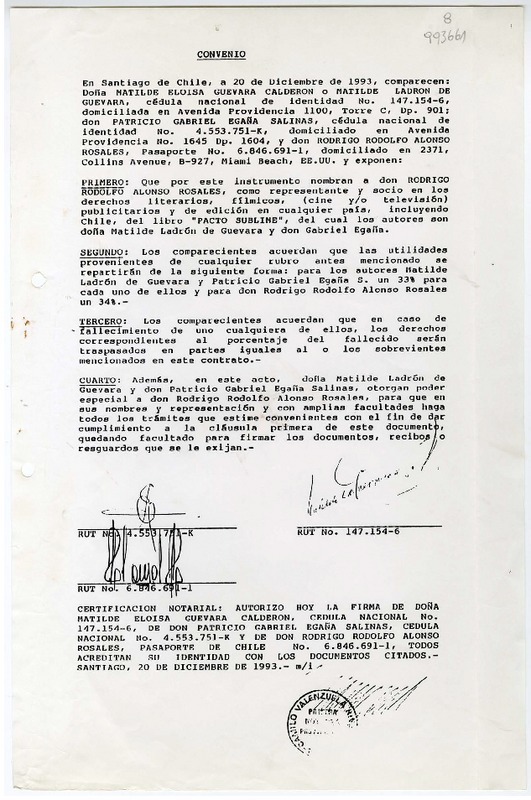 8
993661
CONVENIO
En Santiago de Chile, a 20 de Diciembre de 1993, comparecen:
Doña MATILDE ELOISA GUEVARA CALDERON o MATILDE LADRON DE
GUEVARA, cédula nacional de identidad No. 147.154-6,
domiciliada en Avenida Providencia 1100, Torre C, Dp. 901;
don PATRICIO GABRIEL EGAÑA SALINAS, cédula nacional de
identidad No. 4.553.751-K, domiciliado en Avenida
Providencia No. 1645 Dp. 1604, y don RODRIGO RODOLFO ALONSO
ROSALES, Pasaporte No. 6.846.691-1, domiciliado en 2371,
Collins Avenue, B-927, Miami Beach, EE.UU. y exponen:
PRIMERO: Que por este instrumento nombran a don RODRIGO
RODOLFO ALONSO ROSALES, como representante y socio en los
derechos literarios, fílmicos, (cine y/o televisión)
publicitarios y de edición en cualquier país, incluyendo
Chile, del libro "PACTO SUBLIME", del cual los autores son
doña Matilde Ladrón de Guevara y don Gabriel Egaña.
SEGUNDO: Los comparecientes acuerdan que las utilidades
provenientes de cualquier rubro antes mencionado se
repartirán de la siguiente forma: para los autores Matilde
Ladrón de Guevara y Patricio Gabriel Egaña S. un 33% para
cada uno de ellos y para don Rodrigo Rodolfo Alonso Rosales
un 34%.-
TERCERO: Los comparecientes acuerdan que en caso de
fallecimiento de uno cualquiera de ellos, los derechos
correspondientes al porcentaje del fallecido serán
traspasados en partes iguales al o los sobrevientes
mencionados en este contrato.-
CUARTO: Además, en este acto, doña Matilde Ladrón de
Guevara y don Patricio Gabriel Egaña Salinas, otorgan poder
especial a don Rodrigo Rodolfo Alonso Rosales, para que en
sus nombres y representación y con amplias facultades haga
todos los trámites que estime convenientes con el fin de dar
cumplimiento a la cláusula primera de este documento,
quedando facultado para firmar los documentos, recibos o
resguardos que se le exijan.-
RUT No. 4.553.751-K
RUT No. 147.154-6
RUT No. 6.846.691-1
CERTIFICACION NOTARIAL: AUTORIZO HOY LA FIRMA DE DOÑA
MATILDE ELOISA GUEVARA CALDERON, CEDULA NACIONAL No.
147.154-6, DE DON PATRICIO GABRIEL EGAÑA SALINAS, CEDULA
NACIONAL No. 4.553.751-K Y DE DON RODRIGO RODOLFO ALONSO
ROSALES, PASAPORTE DE CHILE No. 6.846.691-1, TODOS
ACREDITAN SU IDENTIDAD CON LOS DOCUMENTOS CITADOS.-
SANTIAGO, 20 DE DICIEMBRE DE 1993.- m/i
CAMILO VALENZUELA